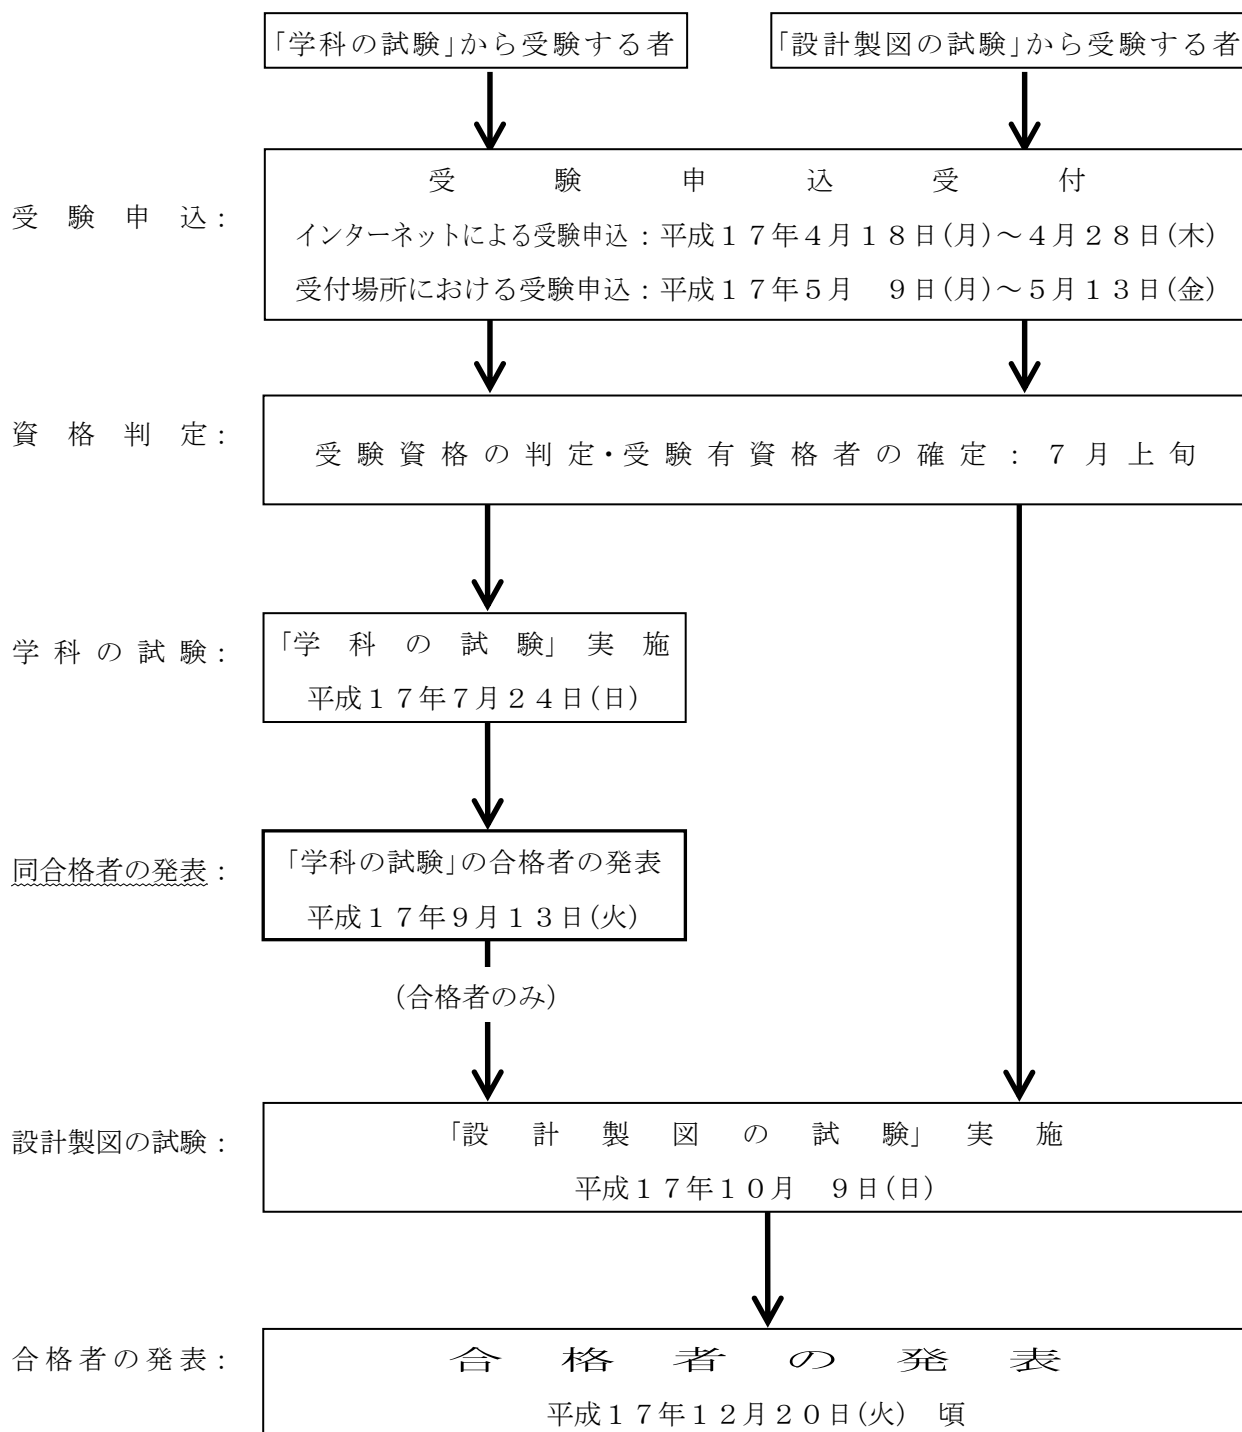 「学科の試験」から受験する者
「設計製図の試験」から受験する者
受験申込：
受験申込受付
インターネットによる受験申込：平成１７年４月１８日(月)～４月２８日(木)
受付場所における受験申込：平成１７年５月　９日(月)～５月１３日(金)
資格判定：
受験資格の判定・受験有資格者の確定：７月上旬
学科の試験：
「学科の試験」実施
平成１７年７月２４日(日)
同合格者の発表：
「学科の試験」の合格者の発表
平成１７年９月１３日(火)
(合格者のみ)
設計製図の試験：
「設計製図の試験」実施
平成１７年１０月　９日(日)
合格者の発表：
合格者の発表
平成１７年１２月２０日(火)　頃